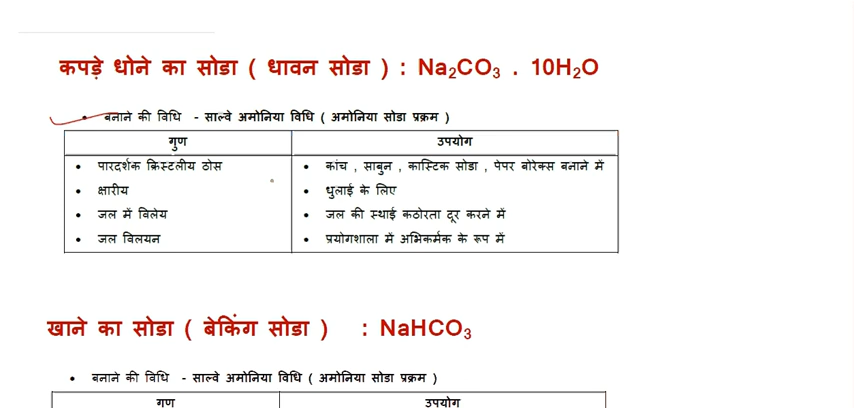 कपड़े धोने का सोडा ( धावन सोडा ) : Na₂CO₃ . 10H₂O
• बनाने की विधि - साल्वे अमोनिया विधि ( अमोनिया सोडा प्रक्रम )
गुण उपयोग
• पारदर्शक क्रिस्टलीय ठोस • कांच , साबुन , कास्टिक सोडा , पेपर बोरेक्स बनाने में
• क्षारीय • धुलाई के लिए
• जल में विलेय • जल की स्थाई कठोरता दूर करने में
• जल विलयन • प्रयोगशाला में अभिकर्मक के रूप में
खाने का सोडा ( बेकिंग सोडा ) : NaHCO₃
• बनाने की विधि - साल्वे अमोनिया विधि ( अमोनिया सोडा प्रक्रम )
गुण उपयोग